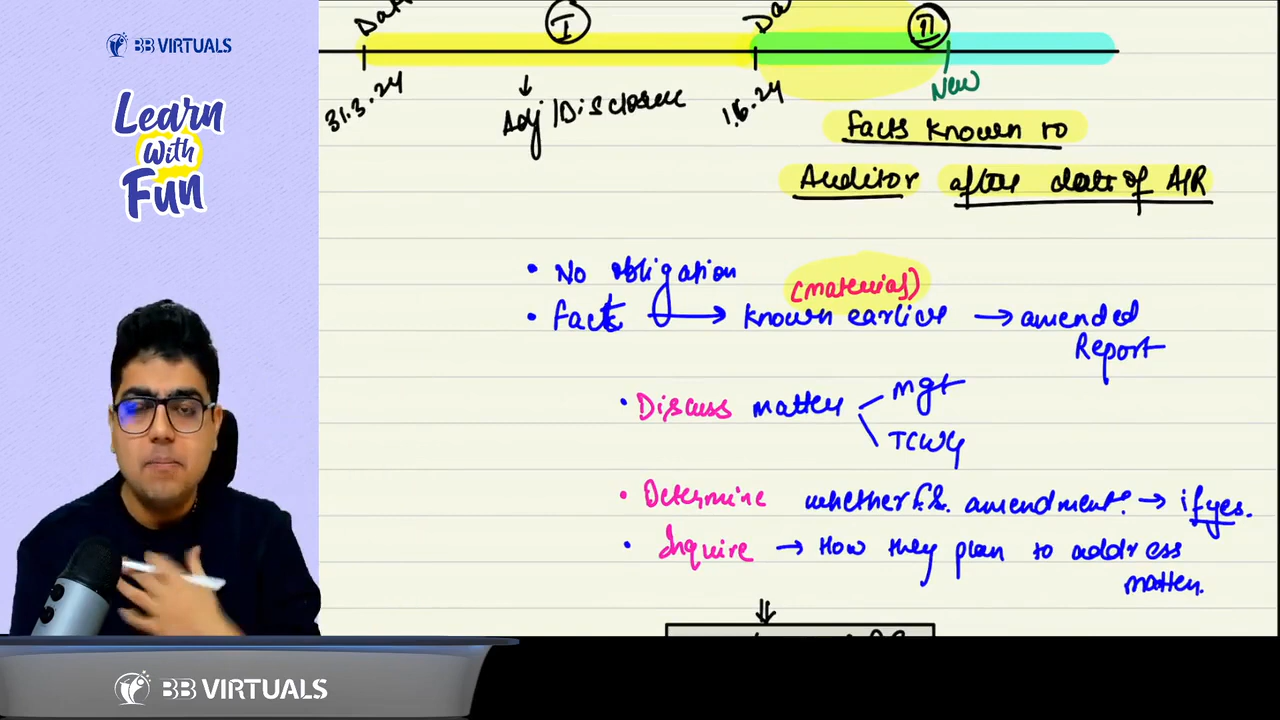 BB VIRTUALS
Learn
With
Fun
Dat
I
Da
II
31.3.24
Adj/Disclosure
1.6.24
New
Facts known to
Auditor after date of A/R
• No obligation
• Facts → known earlier (material) → amended
Report
• Discuss matter
Mgt
TCWG
• Determine whether F.S. amendment? → if yes.
• Inquire → How they plan to address
matter.
BB VIRTUALS